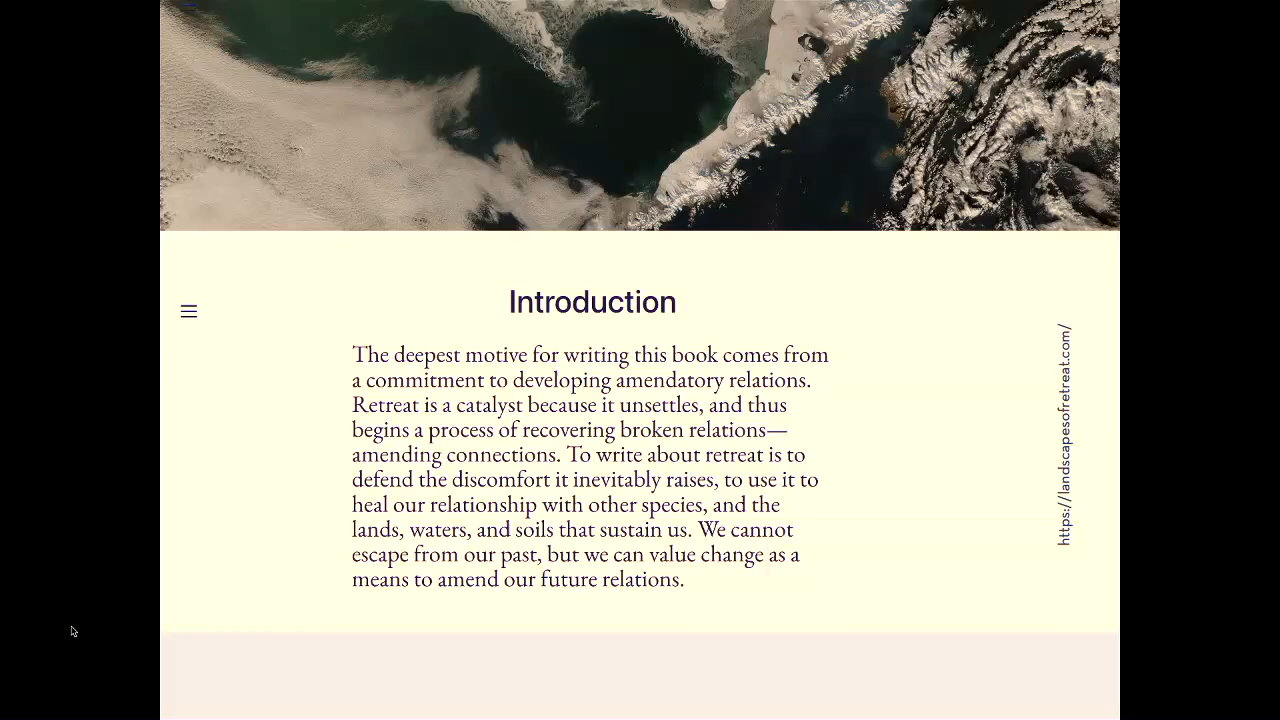 Introduction
The deepest motive for writing this book comes from
a commitment to developing amendatory relations.
Retreat is a catalyst because it unsettles, and thus
begins a process of recovering broken relations—
amending connections. To write about retreat is to
defend the discomfort it inevitably raises, to use it to
heal our relationship with other species, and the
lands, waters, and soils that sustain us. We cannot
escape from our past, but we can value change as a
means to amend our future relations.
https://landscapesofretreat.com/